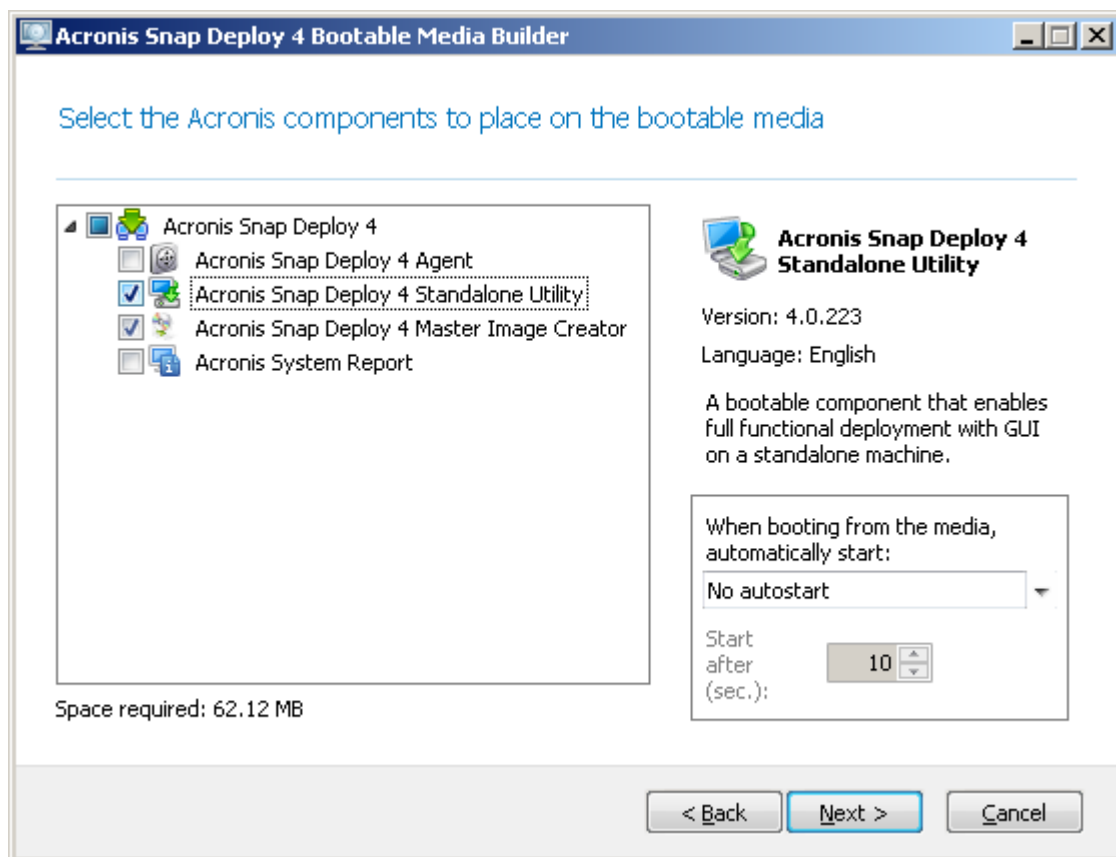 Acronis Snap Deploy 4 Bootable Media Builder
Select the Acronis components to place on the bootable media
Acronis Snap Deploy 4
Acronis Snap Deploy 4 Agent
Acronis Snap Deploy 4 Standalone Utility
Acronis Snap Deploy 4 Master Image Creator
Acronis System Report
Space required: 62.12 MB
Acronis Snap Deploy 4
Standalone Utility
Version: 4.0.223
Language: English
A bootable component that enables
full functional deployment with GUI
on a standalone machine.
When booting from the media,
automatically start:
No autostart
Start
after
(sec.):
10
< Back
Next >
Cancel